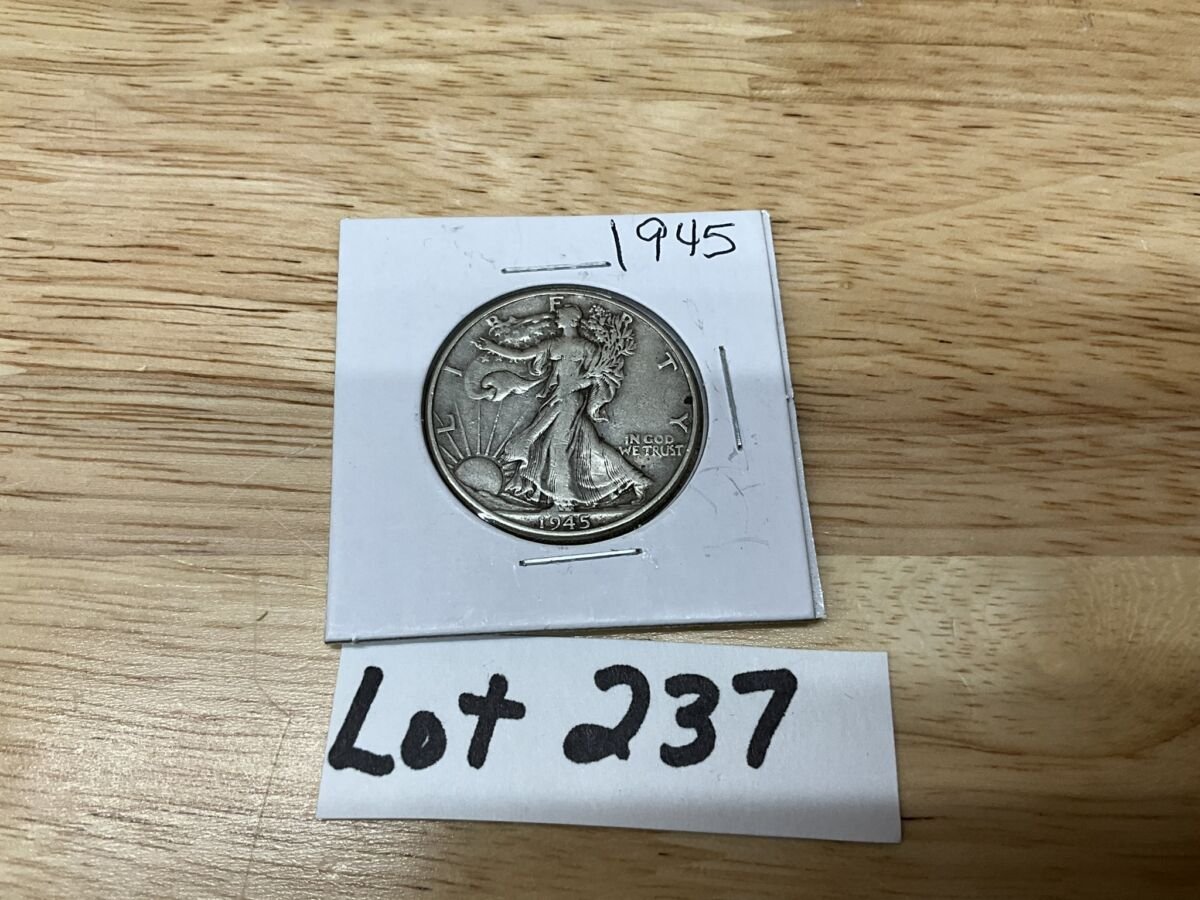 1945
LIBERTY
IN GOD
WE TRUST
1945
Lot 237